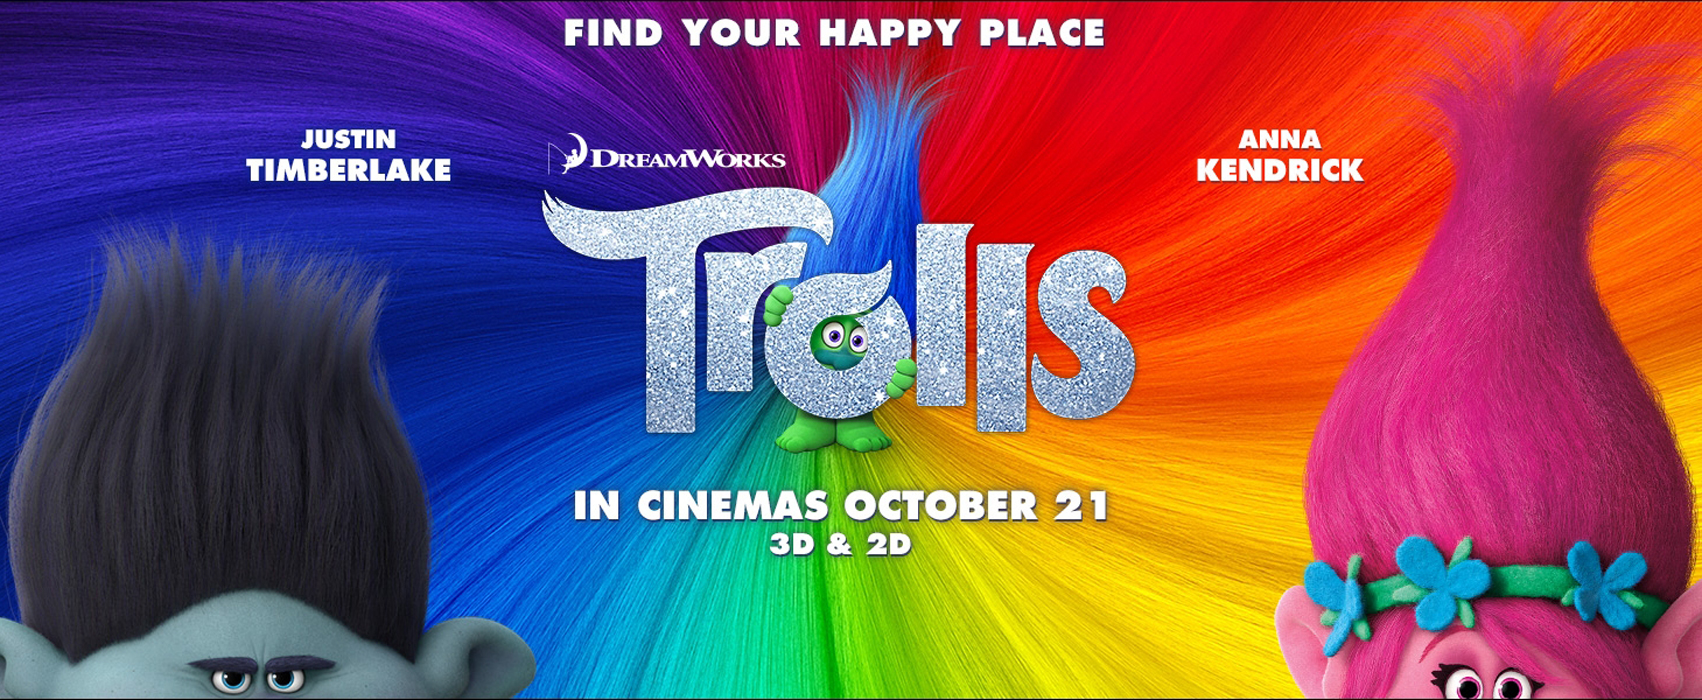 FIND YOUR HAPPY PLACE
JUSTIN
TIMBERLAKE
DREAMWORKS
ANNA
KENDRICK
Trolls
IN CINEMAS OCTOBER 21
3D & 2D